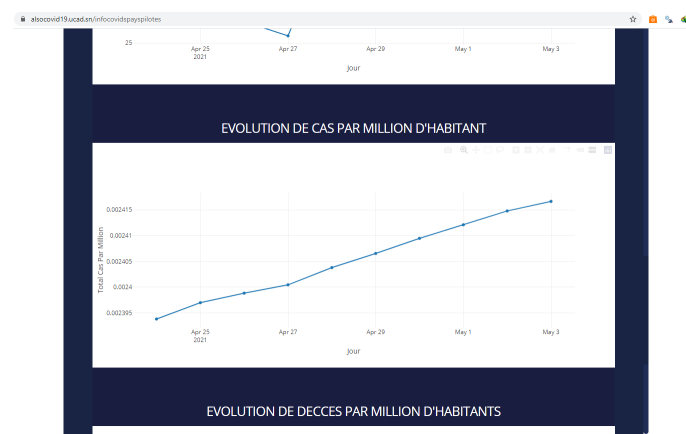 alsocovid19.ucad.sn/infocovidspayspilotes
25
Apr 25
2021
Apr 27
Apr 29
May 1
May 3
Jour
EVOLUTION DE CAS PAR MILLION D'HABITANT
0.002415
0.00241
0.002405
0.0024
0.002395
Total Cas Par Million
Apr 25
2021
Apr 27
Apr 29
May 1
May 3
Jour
EVOLUTION DE DECCES PAR MILLION D'HABITANTS